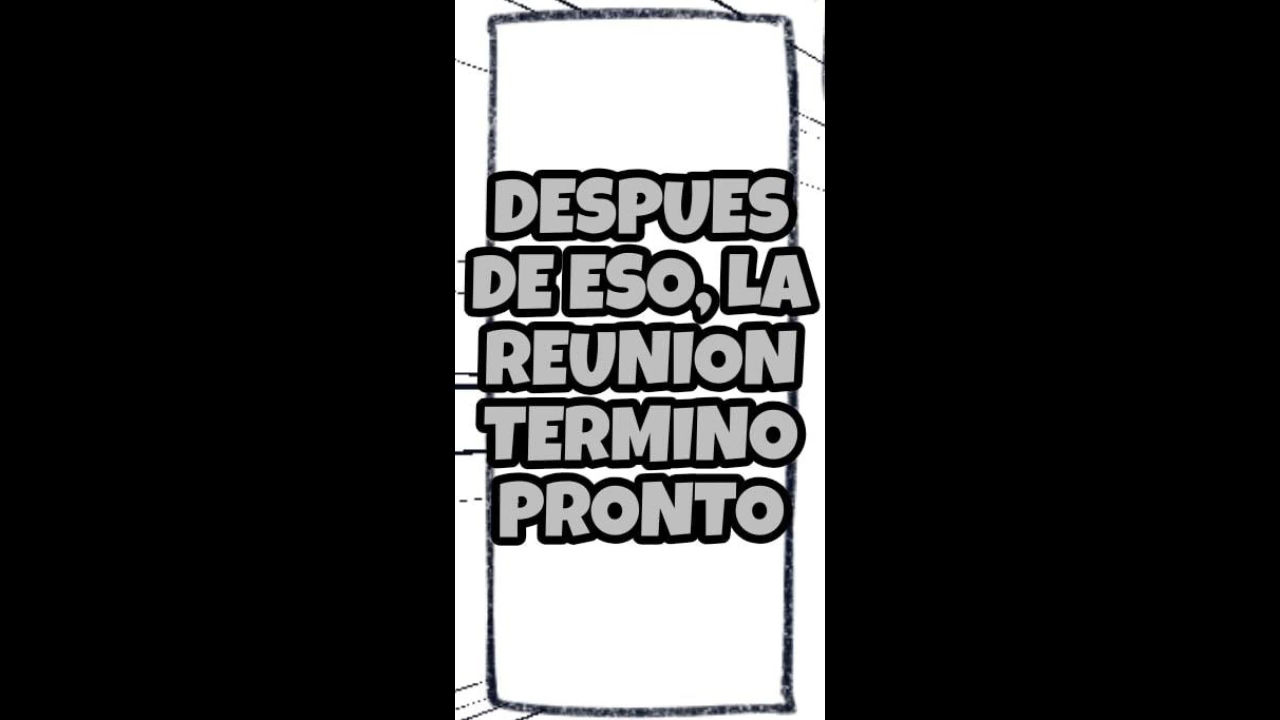 DESPUES
DE ESO, LA
REUNION
TERMINO
PRONTO